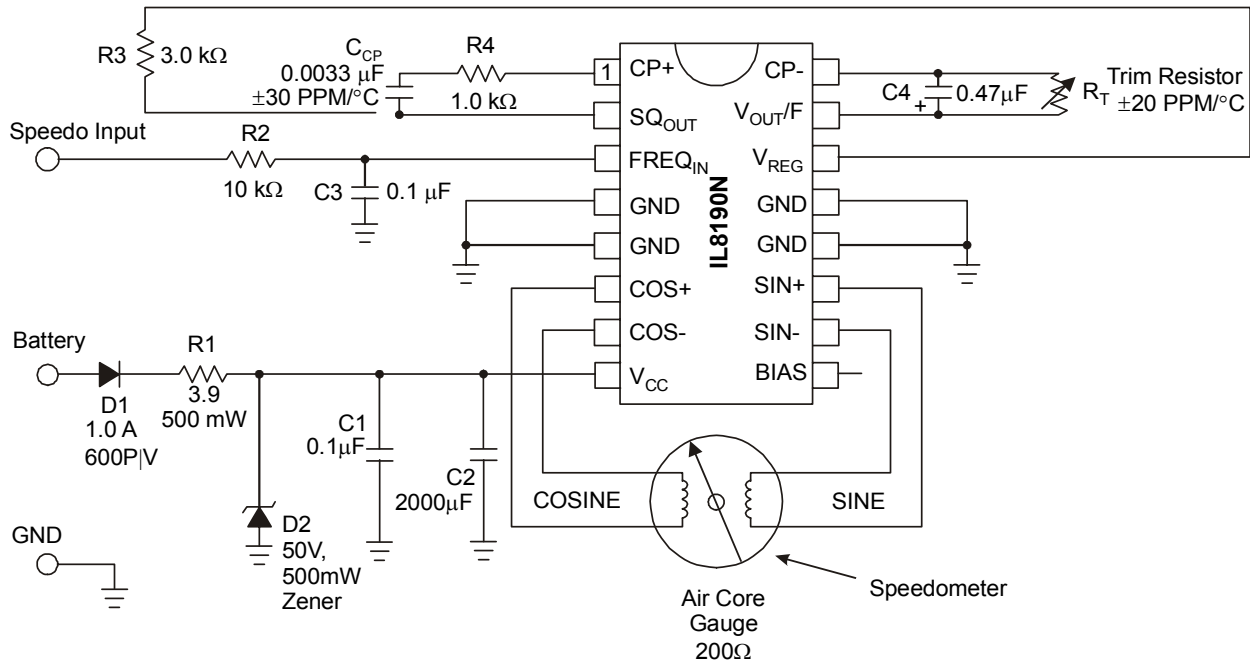 R3
3.0 kΩ
C_CP
0.0033 μF
±30 PPM/°C
R4
1.0 kΩ
1
CP+
CP-
C4
+
0.47μF
R_T
Trim Resistor
±20 PPM/°C
Speedo Input
R2
10 kΩ
C3
0.1 μF
SQ_OUT
V_OUT/F
FREQ_IN
V_REG
GND
GND
GND
GND
IL8190N
COS+
SIN+
COS-
SIN-
V_CC
BIAS
Battery
D1
1.0 A
600P|V
R1
3.9
500 mW
C1
0.1μF
C2
2000μF
D2
50V,
500mW
Zener
GND
COSINE
SINE
Speedometer
Air Core
Gauge
200Ω